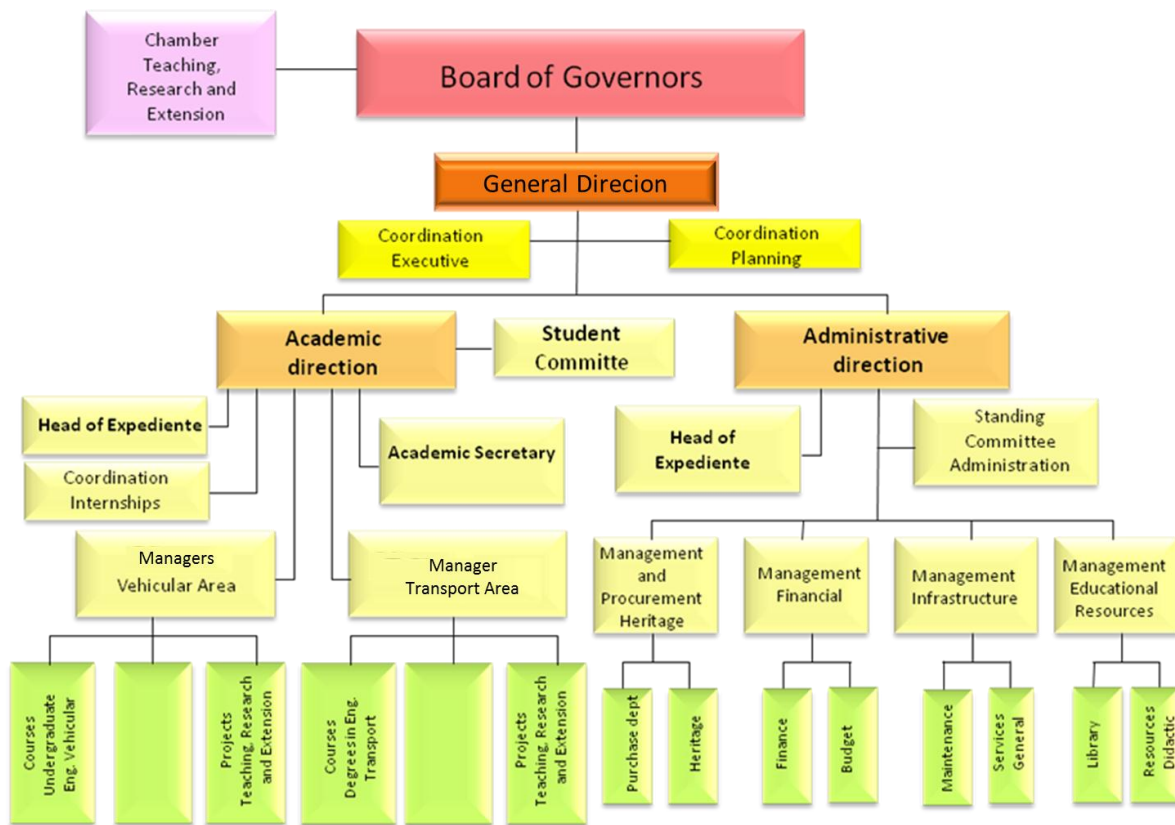 Chamber
Teaching,
Research and
Extension
Board of Governors
General Direcion
Coordination
Executive
Coordination
Planning
Academic
direction
Student
Committe
Administrative
direction
Head of Expediente
Coordination
Internships
Academic Secretary
Head of
Expediente
Standing
Committee
Administration
Managers
Vehicular Area
Manager
Transport Area
Management
and
Procurement
Heritage
Management
Financial
Management
Infrastructure
Management
Educational
Resources
Courses
Undergraduate
Eng. Vehicular
Projects
Teaching, Research
and Extension
Courses
Degrees in Eng.
Transport
Projects
Teaching, Research
and Extension
Purchase dept
Heritage
Finance
Budget
Maintenance
Services
General
Library
Resources
Didactic